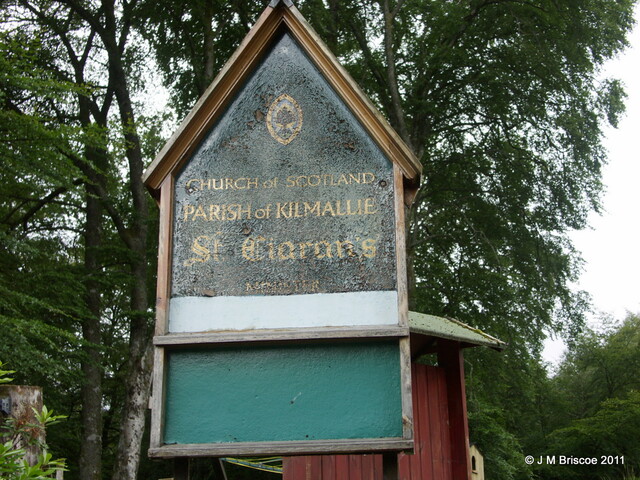 CHURCH of SCOTLAND
PARISH of KILMALLIE
St Ciarans
© J M Briscoe 2011